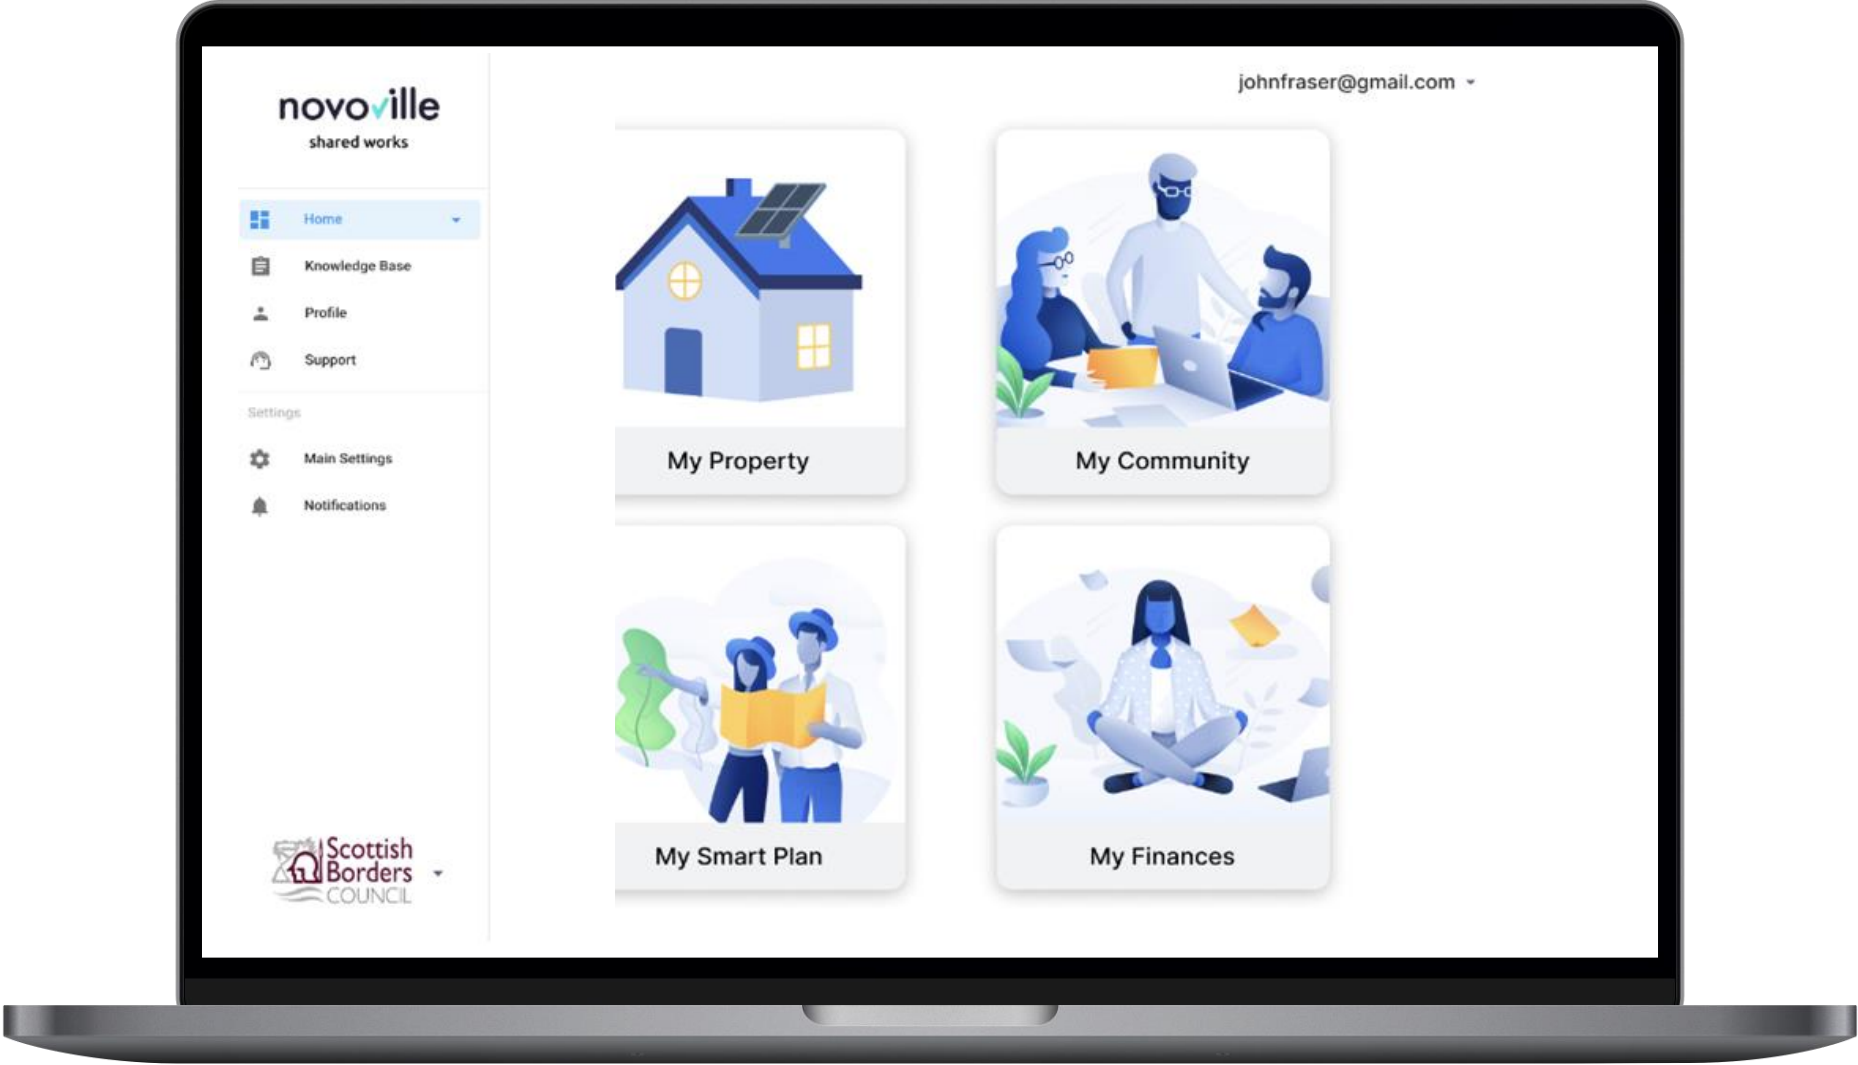 novoville
shared works
Home
Knowledge Base
Profile
Support
Settings
Main Settings
Notifications
Scottish
Borders
COUNCIL
johnfraser@gmail.com
My Property
My Community
My Smart Plan
My Finances